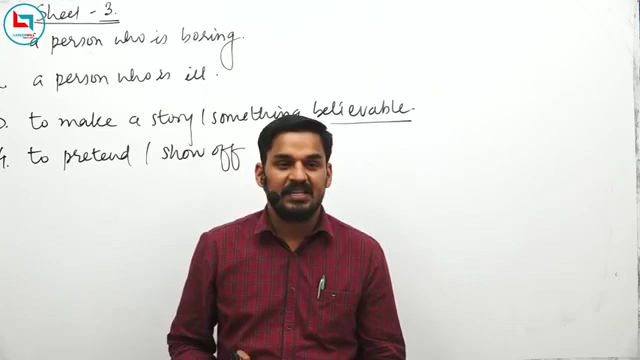 Sheet - 3.
a person who is boring.
a person who is ill.
3. to make a story / something believable.
4. to pretend / show off